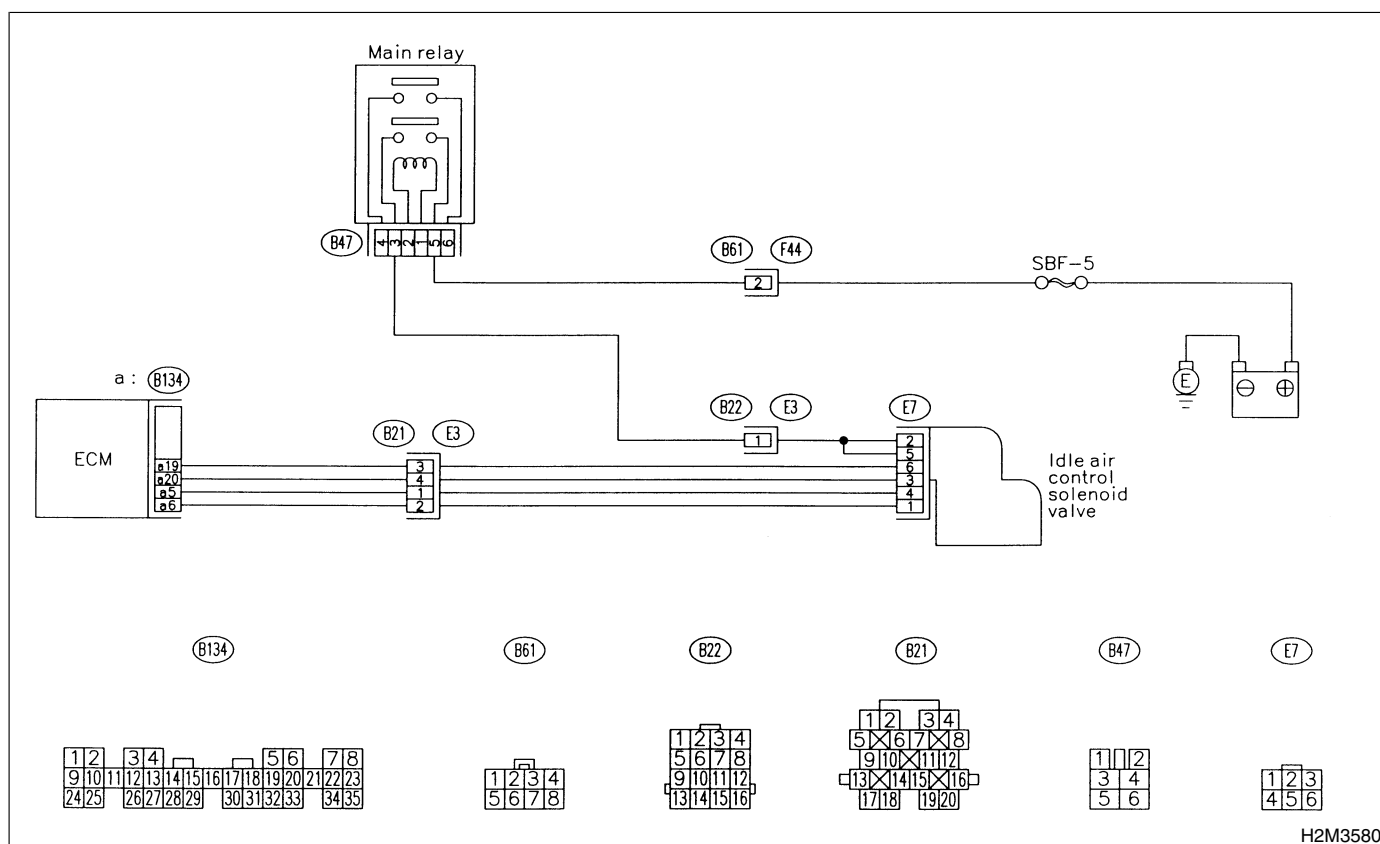 Main relay
B47
4 3 2 1 5 6
B61 F44
2
SBF-5
E
a : B134
ECM
a19
a20
a5
a6
B21 E3
3
4
1
2
B22 E3
1
E7
2
5
6
3
4
1
Idle air
control
solenoid
valve
B134
1 2 3 4 5 6 7 8
9 10 11 12 13 14 15 16 17 18 19 20 21 22 23
24 25 26 27 28 29 30 31 32 33 34 35
B61
1 2 3 4
5 6 7 8
B22
1 2 3 4
5 6 7 8
9 10 11 12
13 14 15 16
B21
1 2 3 4
5 6 7 8
9 10 11 12
13 14 15 16
17 18 19 20
B47
1 2
3 4
5 6
E7
1 2 3
4 5 6
H2M3580